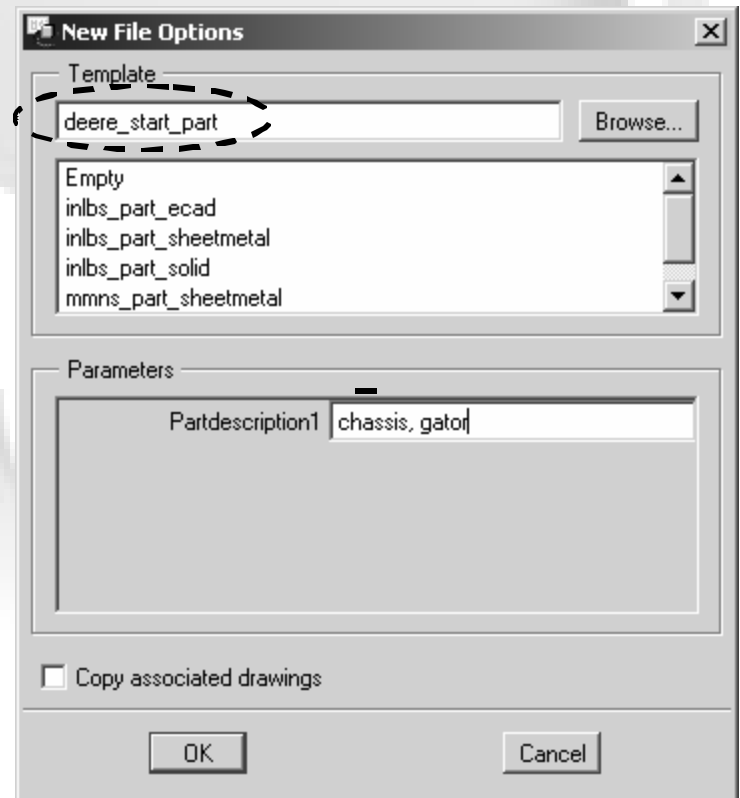 New File Options
Template
deere_start_part Browse...
Empty
inlbs_part_ecad
inlbs_part_sheetmetal
inlbs_part_solid
mmns_part_sheetmetal
Parameters
Partdescription1 chassis, gator
Copy associated drawings
OK Cancel